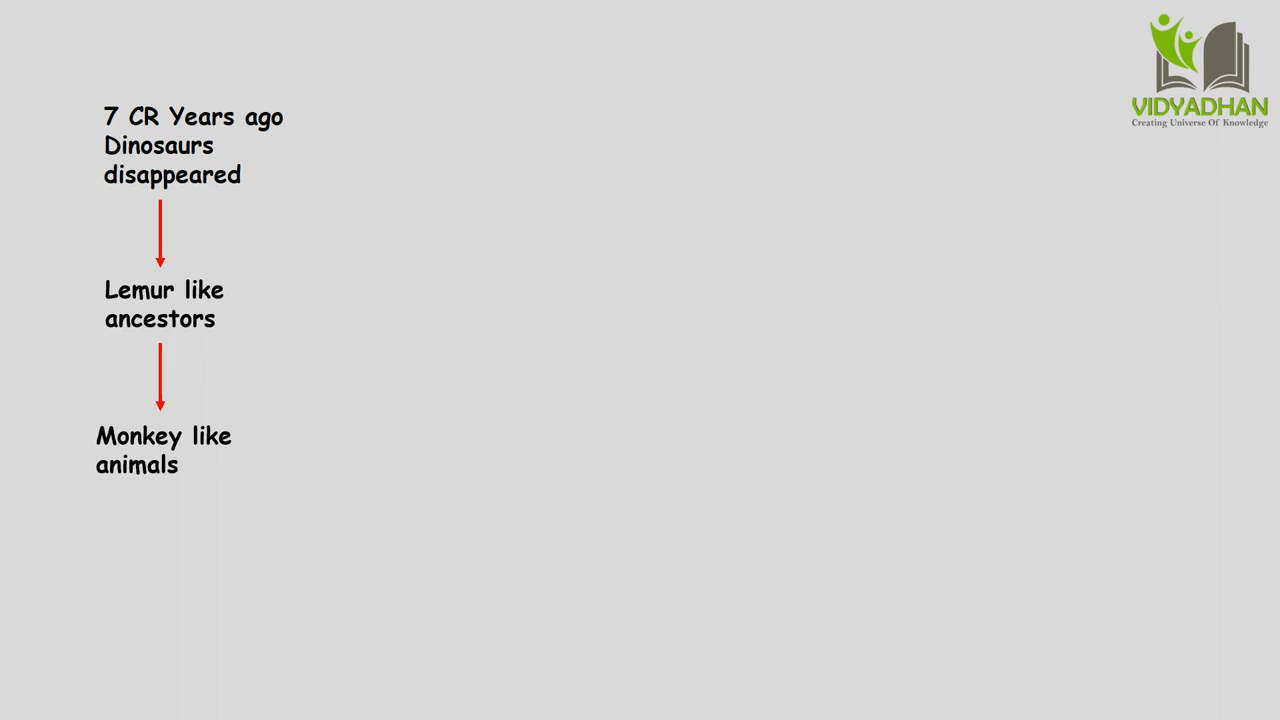 7 CR Years ago
Dinosaurs
disappeared
Lemur like
ancestors
Monkey like
animals
VIDYADHAN
Creating Universe Of Knowledge